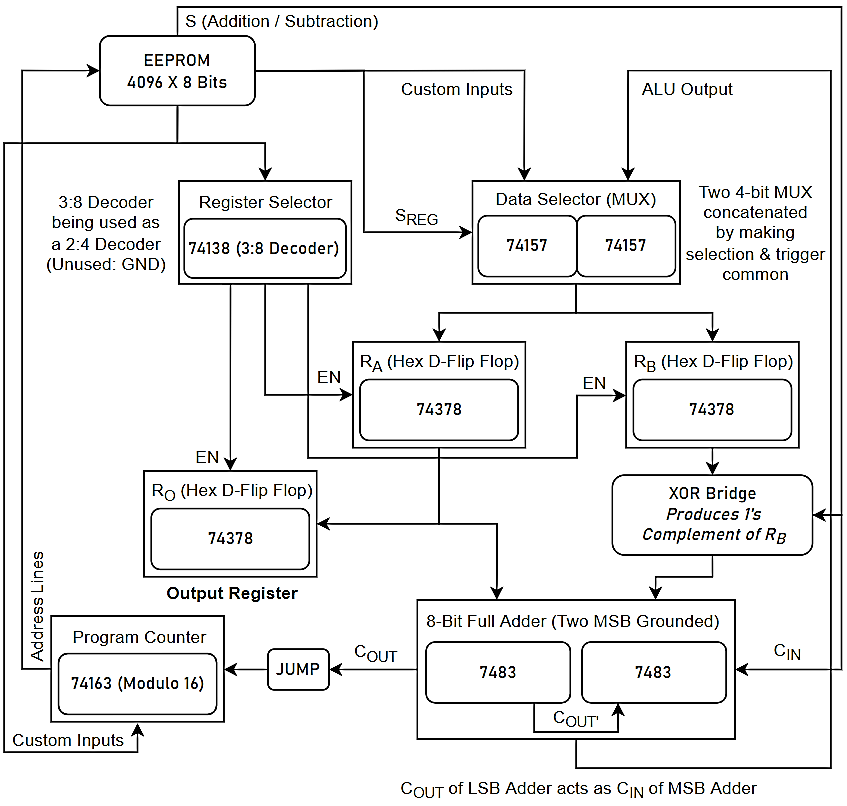 S (Addition / Subtraction)
EEPROM
4096 X 8 Bits
Custom Inputs
ALU Output
3:8 Decoder
being used as
a 2:4 Decoder
(Unused: GND)
Register Selector
74138 (3:8 Decoder)
SREG
Data Selector (MUX)
74157
74157
Two 4-bit MUX
concatenated
by making
selection & trigger
common
RA (Hex D-Flip Flop)
74378
EN
RB (Hex D-Flip Flop)
74378
EN
EN
RO (Hex D-Flip Flop)
74378
Output Register
XOR Bridge
Produces 1's
Complement of RB
Address Lines
Program Counter
74163 (Modulo 16)
Custom Inputs
JUMP
COUT
8-Bit Full Adder (Two MSB Grounded)
7483
7483
COUT'
CIN
COUT of LSB Adder acts as CIN of MSB Adder